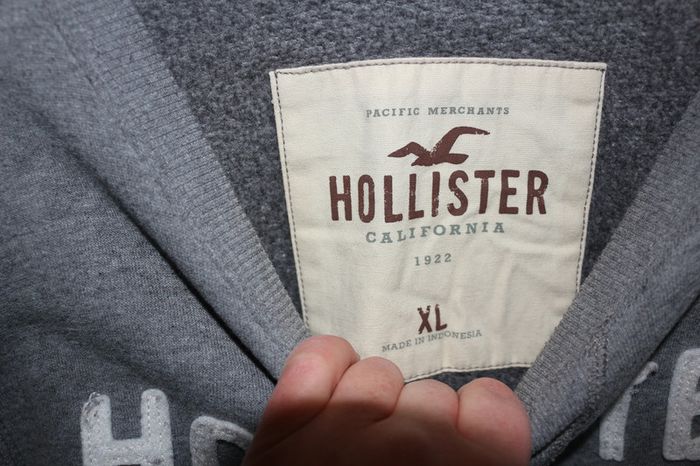 PACIFIC MERCHANTS
HOLLISTER
CALIFORNIA
1922
XL
MADE IN INDONESIA